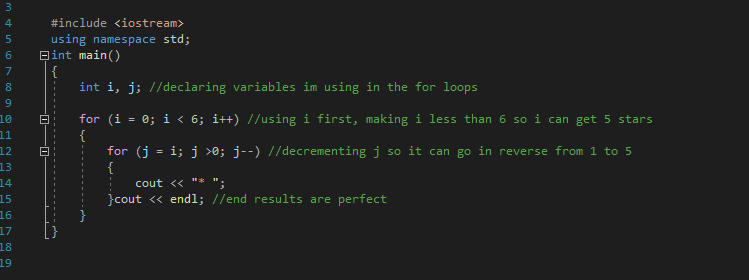 3
4 #include <iostream>
5 using namespace std;
6 int main()
7 {
8 int i, j; //declaring variables im using in the for loops
9
10 for (i = 0; i < 6; i++) //using i first, making i less than 6 so i can get 5 stars
11 {
12 for (j = i; j >0; j--) //decrementing j so it can go in reverse from 1 to 5
13 {
14 cout << "* ";
15 }cout << endl; //end results are perfect
16 }
17 }
18
19